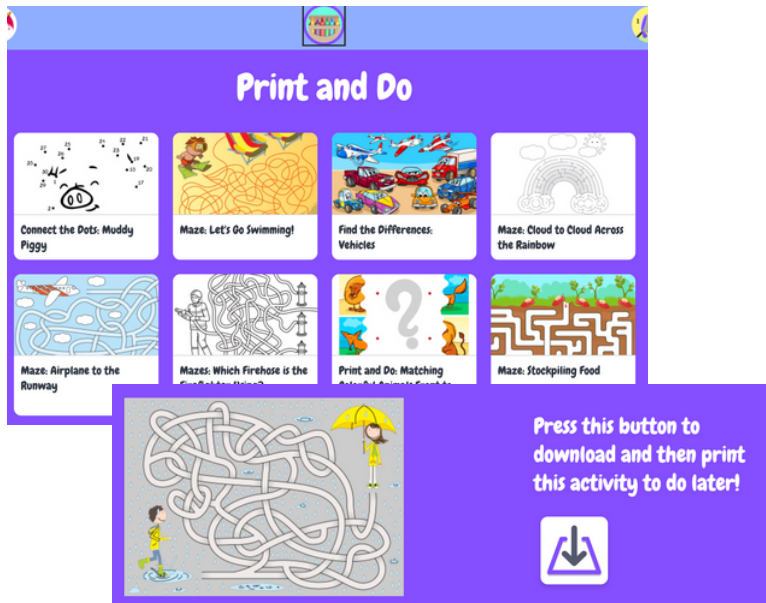 Print and Do
Connect the Dots: Muddy
Piggy
Maze: Let's Go Swimming!
Find the Differences:
Vehicles
Maze: Cloud to Cloud Across
the Rainbow
Maze: Airplane to the
Runway
Mazes: Which Firehose is the
Print and Do: Matching
Maze: Stockpiling Food
Press this button to
download and then print
this activity to do later!